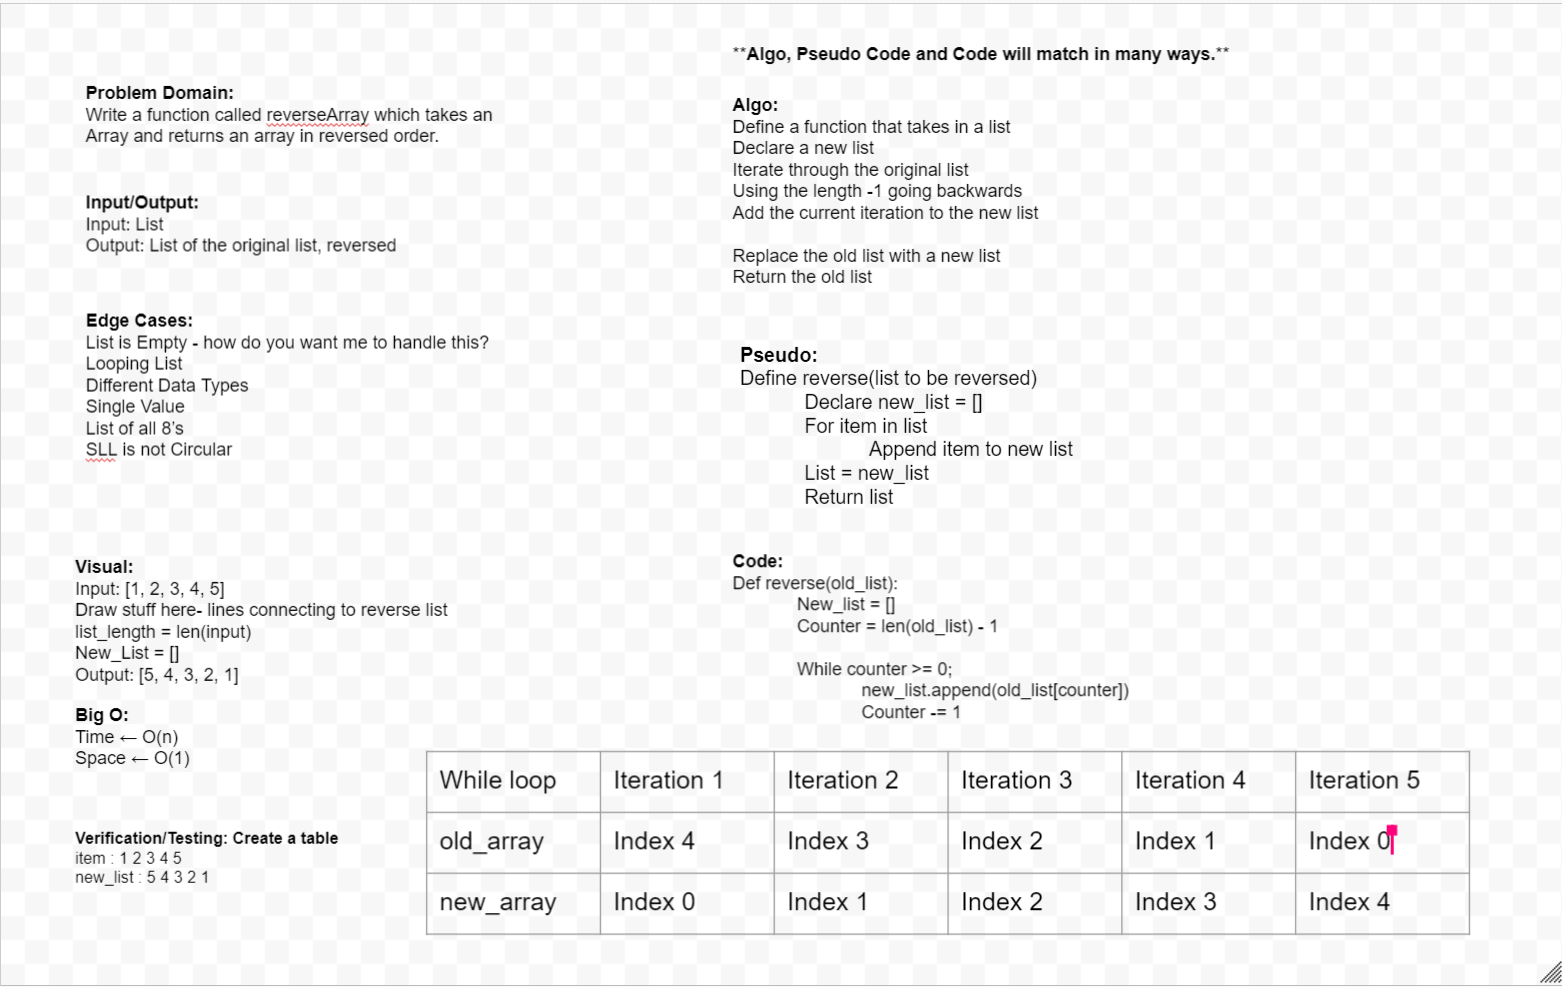 Problem Domain:
Write a function called reverseArray which takes an
Array and returns an array in reversed order.
Input/Output:
Input: List
Output: List of the original list, reversed
Edge Cases:
List is Empty - how do you want me to handle this?
Looping List
Different Data Types
Single Value
List of all 8's
SLL is not Circular
Visual:
Input: [1, 2, 3, 4, 5]
Draw stuff here- lines connecting to reverse list
list_length = len(input)
New_List = []
Output: [5, 4, 3, 2, 1]
Big O:
Time ← O(n)
Space ← O(1)
Verification/Testing: Create a table
item : 1 2 3 4 5
new_list : 5 4 3 2 1
**Algo, Pseudo Code and Code will match in many ways.**
Algo:
Define a function that takes in a list
Declare a new list
Iterate through the original list
Using the length -1 going backwards
Add the current iteration to the new list
Replace the old list with a new list
Return the old list
Pseudo:
Define reverse(list to be reversed)
Declare new_list = []
For item in list
Append item to new list
List = new_list
Return list
Code:
Def reverse(old_list):
New_list = []
Counter = len(old_list) - 1
While counter >= 0;
new_list.append(old_list[counter])
Counter -= 1
While loop Iteration 1 Iteration 2 Iteration 3 Iteration 4 Iteration 5
old_array Index 4 Index 3 Index 2 Index 1 Index 0
new_array Index 0 Index 1 Index 2 Index 3 Index 4